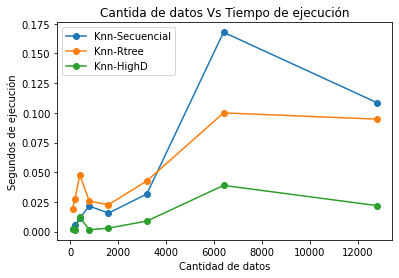 Cantida de datos Vs Tiempo de ejecución
Knn-Secuencial
Knn-Rtree
Knn-HighD
Segundos de ejecución
0.175
0.150
0.125
0.100
0.075
0.050
0.025
0.000
0
2000
4000
6000
8000
10000
12000
Cantidad de datos